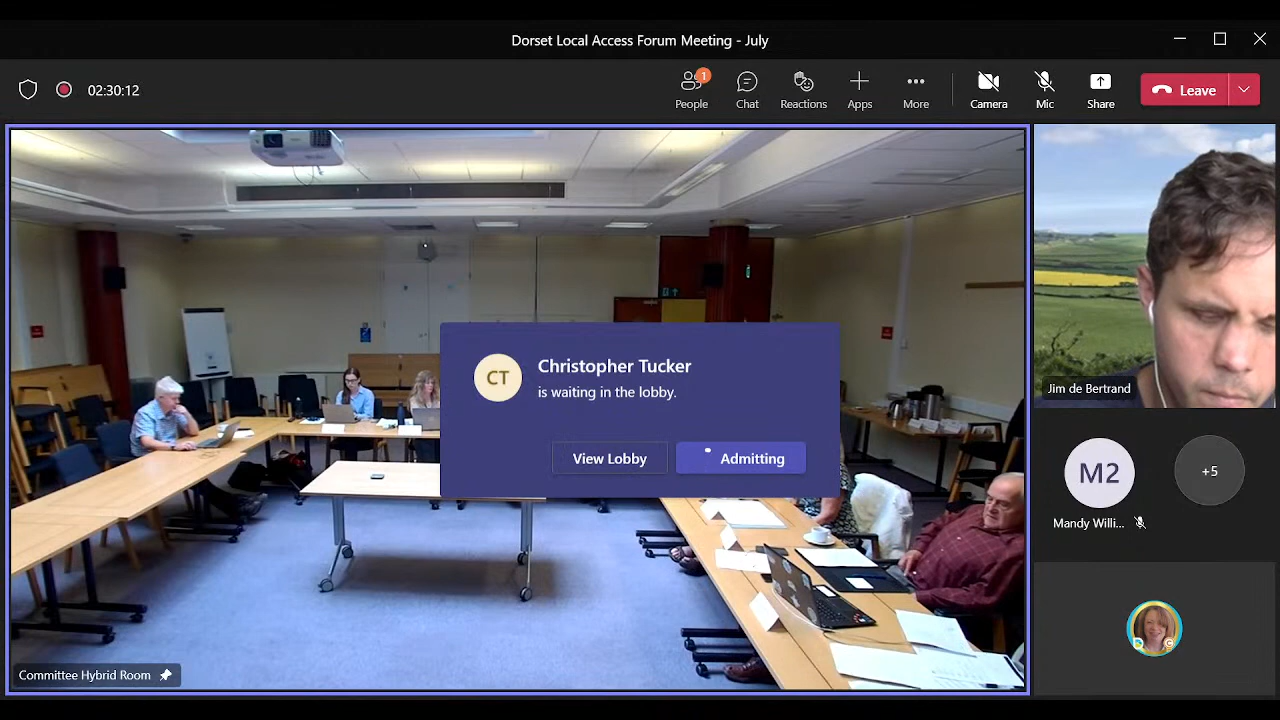 Dorset Local Access Forum Meeting - July
02:30:12
1
People
Chat
Reactions
Apps
More
Camera
Mic
Share
Leave
Christopher Tucker
CT
is waiting in the lobby.
View Lobby
Admitting
Jim de Bertrand
M2
+5
Mandy Willi...
Committee Hybrid Room